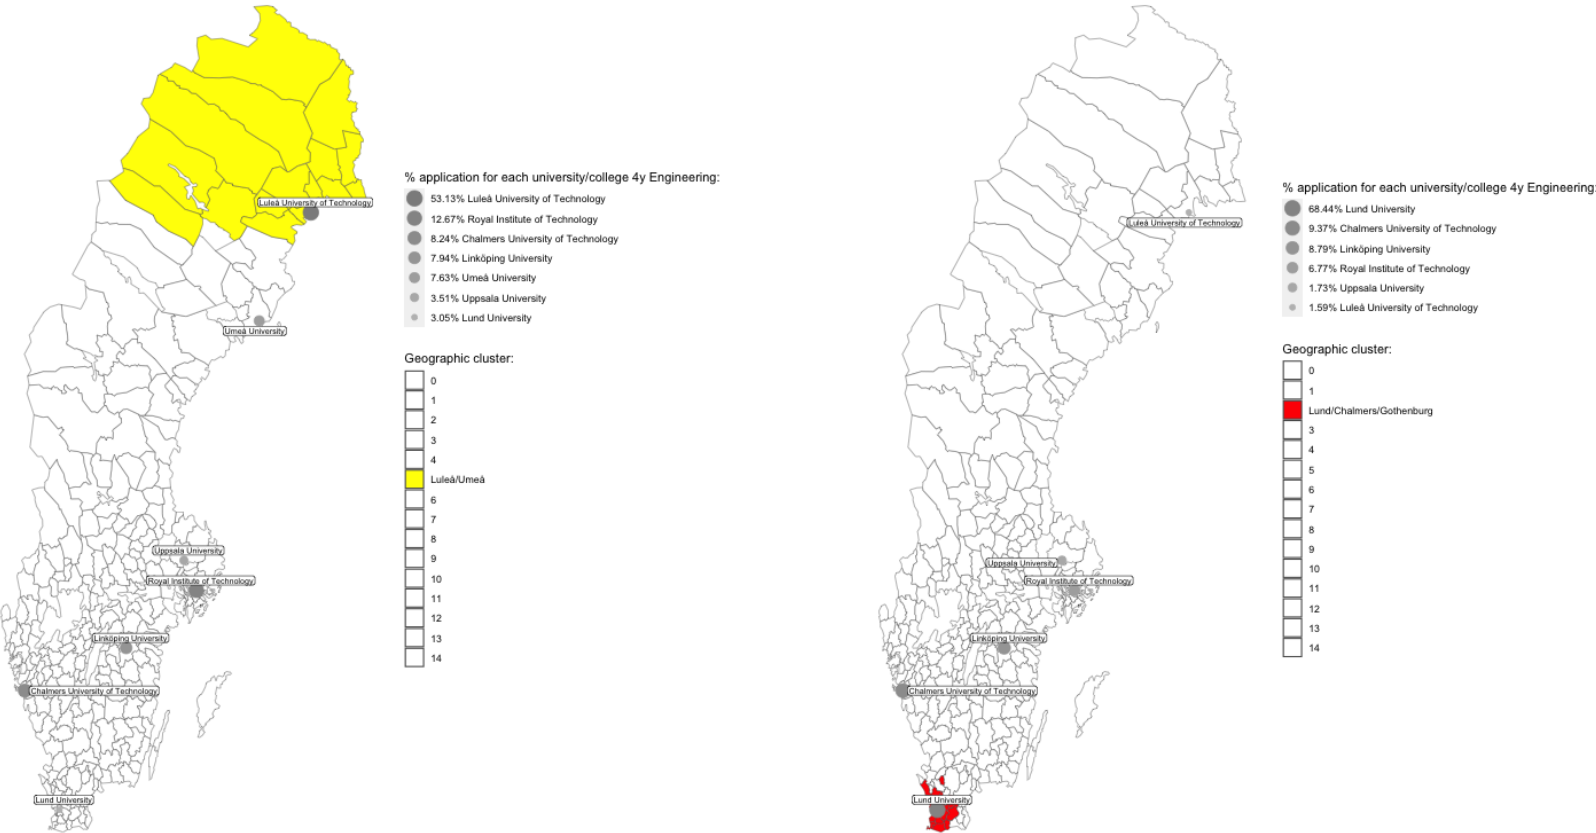 % application for each university/college 4y Engineering:
53.13% Luleå University of Technology
12.67% Royal Institute of Technology
8.24% Chalmers University of Technology
7.94% Linköping University
7.63% Umeå University
3.51% Uppsala University
3.05% Lund University
Geographic cluster:
0
1
2
3
4
Luleå/Umeå
6
7
8
9
10
11
12
13
14
Luleå University of Technology
Umeå University
Uppsala University
Royal Institute of Technology
Linköping University
Chalmers University of Technology
Lund University
% application for each university/college 4y Engineering:
68.44% Lund University
9.37% Chalmers University of Technology
8.79% Linköping University
6.77% Royal Institute of Technology
1.73% Uppsala University
1.59% Luleå University of Technology
Geographic cluster:
0
1
Lund/Chalmers/Gothenburg
3
4
5
6
7
8
9
10
11
12
13
14
Luleå University of Technology
Uppsala University
Royal Institute of Technology
Linköping University
Chalmers University of Technology
Lund University